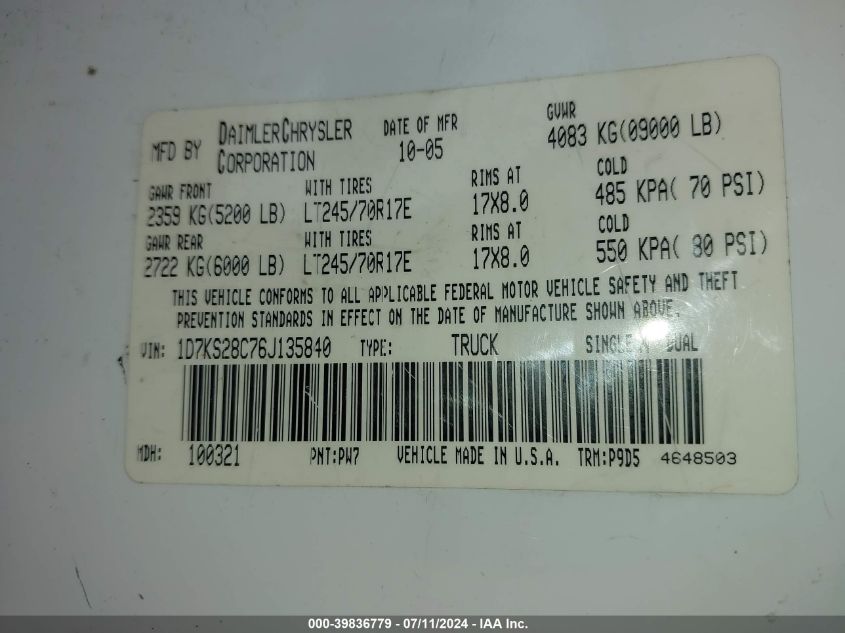 MFD BY DAIMLERCHRYSLER CORPORATION DATE OF MFR 10-05 GVWR 4083 KG(09000 LB)
GAWR FRONT WITH TIRES RIMS AT COLD
2359 KG(5200 LB) LT245/70R17E 17X8.0 485 KPA( 70 PSI)
GAWR REAR WITH TIRES RIMS AT COLD
2722 KG(6000 LB) LT245/70R17E 17X8.0 550 KPA( 80 PSI)
THIS VEHICLE CONFORMS TO ALL APPLICABLE FEDERAL MOTOR VEHICLE SAFETY AND THEFT
PREVENTION STANDARDS IN EFFECT ON THE DATE OF MANUFACTURE SHOWN ABOVE.
VIN: 1D7KS28C76J135840 TYPE: TRUCK SINGLE X DUAL
MDH: 100321 PNT:PW7 VEHICLE MADE IN U.S.A. TRM:P9D5 4648503
000-39836779 - 07/11/2024 - IAA Inc.